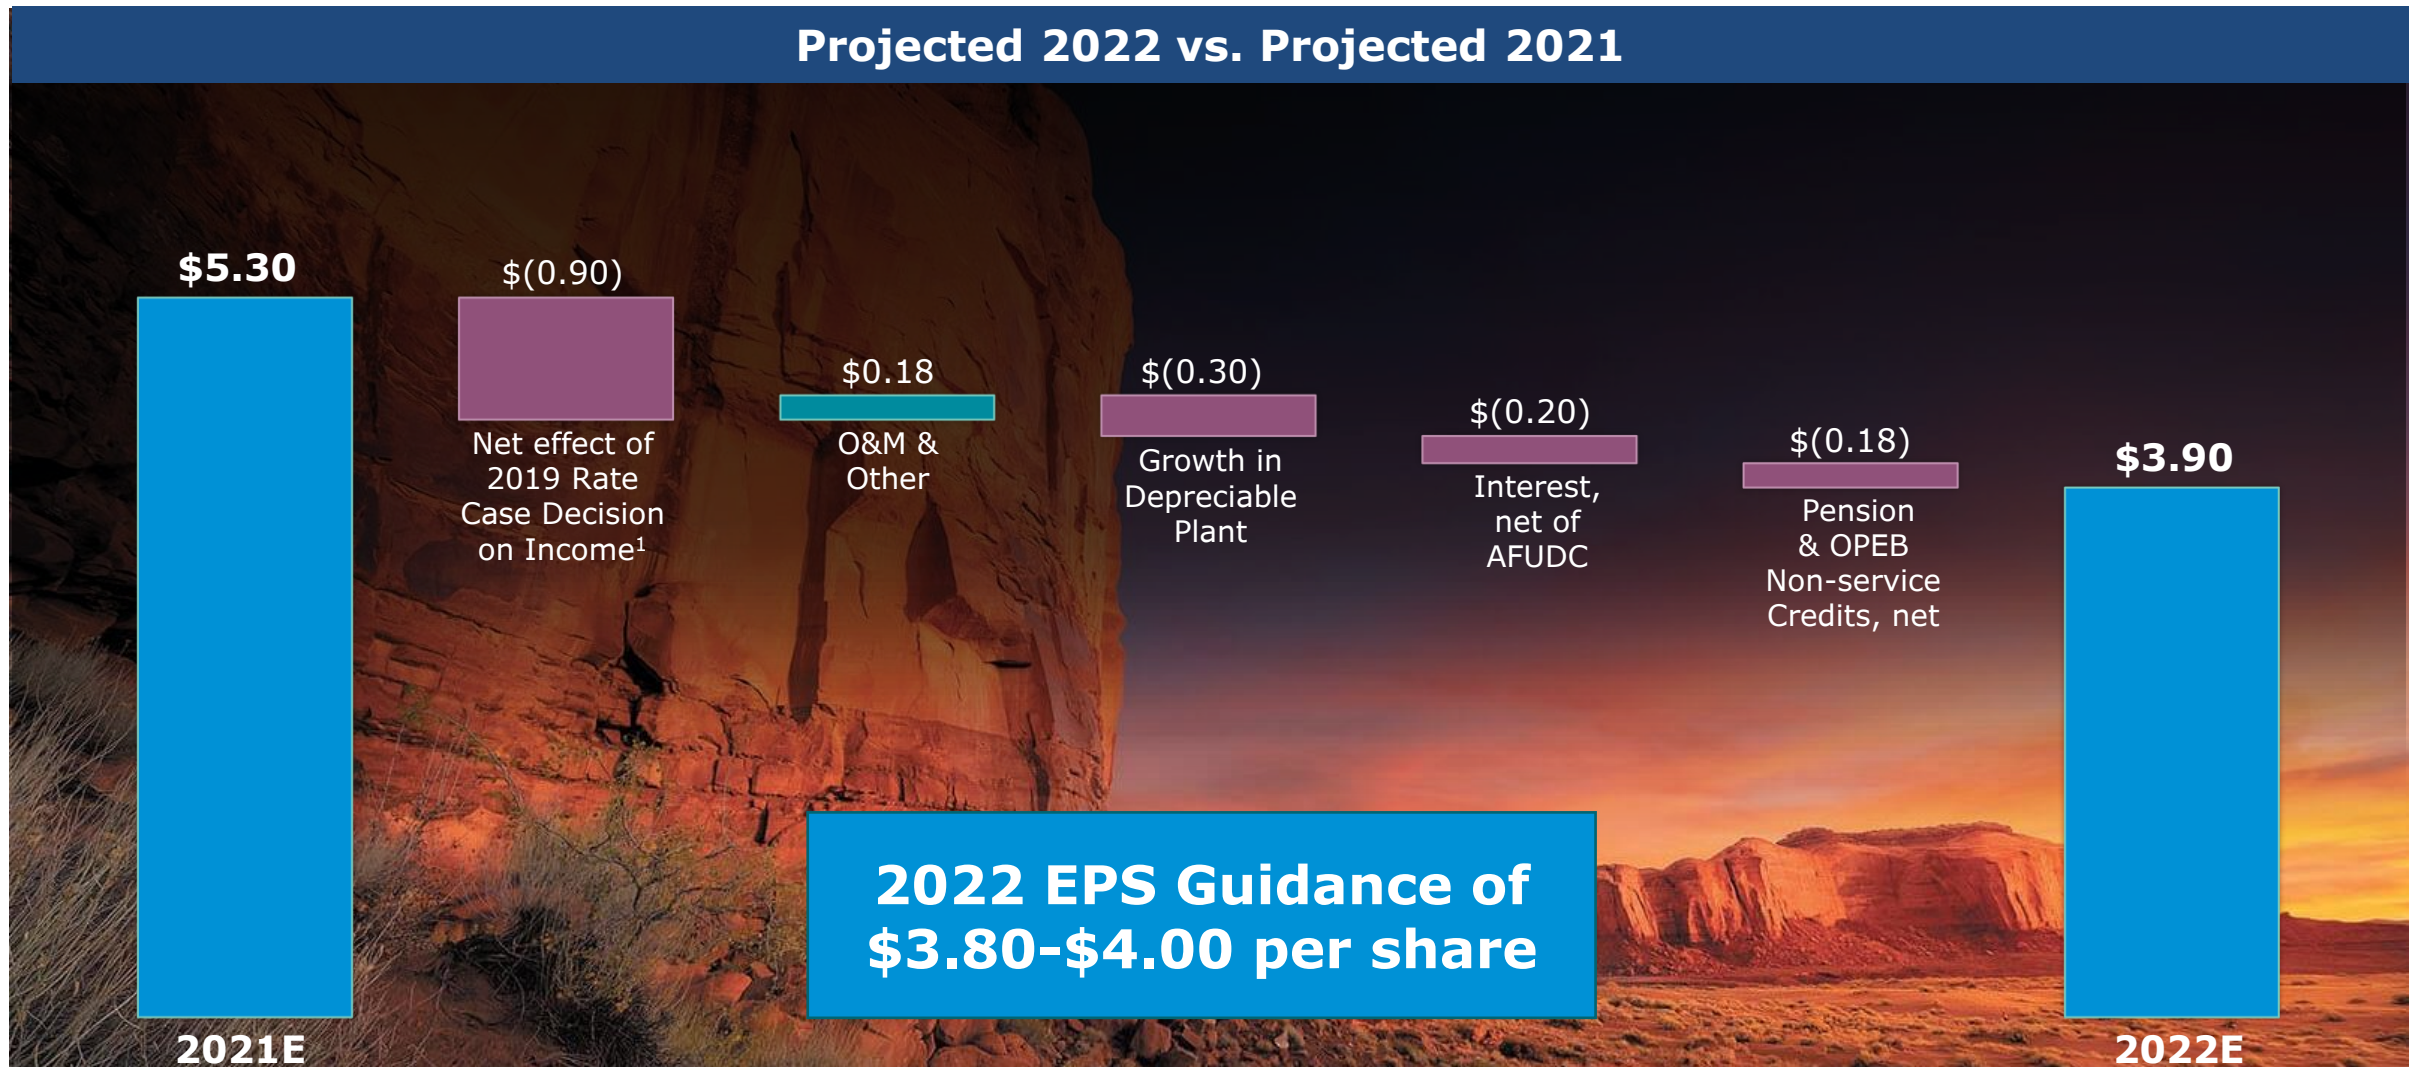 Projected 2022 vs. Projected 2021
$5.30
2021E
$(0.90)
Net effect of
2019 Rate
Case Decision
on Income¹
$0.18
O&M &
Other
$(0.30)
Growth in
Depreciable
Plant
$(0.20)
Interest,
net of
AFUDC
$(0.18)
Pension
& OPEB
Non-service
Credits, net
$3.90
2022E
2022 EPS Guidance of
$3.80-$4.00 per share